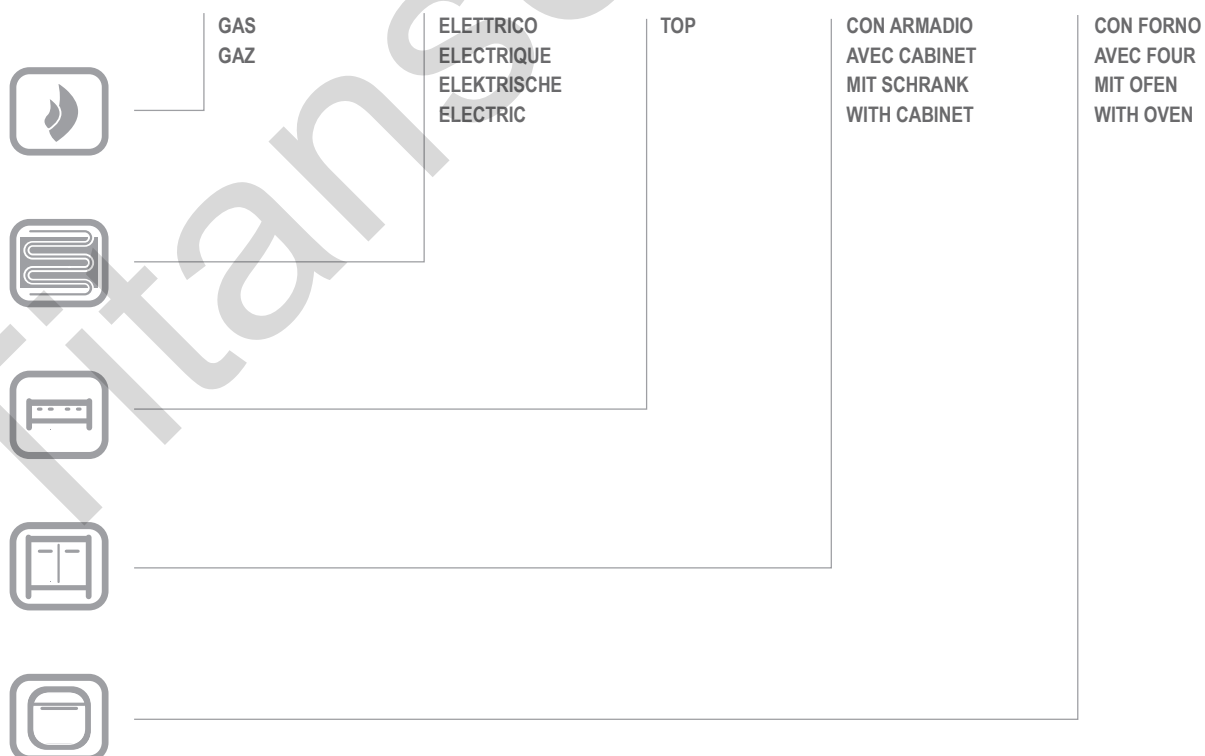 GAS
GAZ
ELETTRICO
ELECTRIQUE
ELEKTRISCHE
ELECTRIC
TOP
CON ARMADIO
AVEC CABINET
MIT SCHRANK
WITH CABINET
CON FORNO
AVEC FOUR
MIT OFEN
WITH OVEN